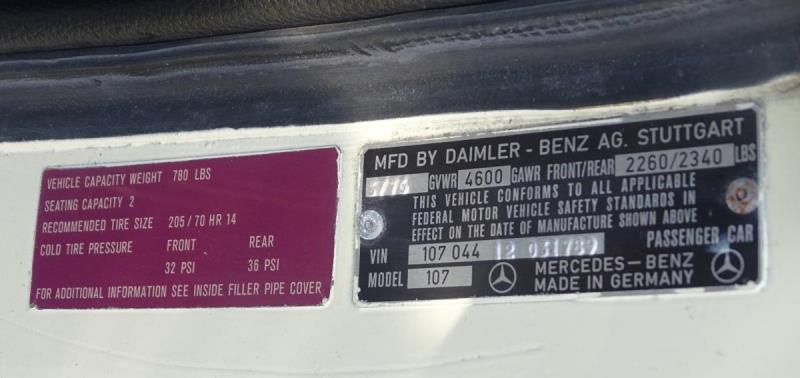 VEHICLE CAPACITY WEIGHT 780 LBS
SEATING CAPACITY 2
RECOMMENDED TIRE SIZE 205/70 HR 14
COLD TIRE PRESSURE FRONT REAR
32 PSI 36 PSI
FOR ADDITIONAL INFORMATION SEE INSIDE FILLER PIPE COVER
MFD BY DAIMLER - BENZ AG. STUTTGART
GVWR 4600 GAWR FRONT/REAR 2260/2340 LBS
THIS VEHICLE CONFORMS TO ALL APPLICABLE
FEDERAL MOTOR VEHICLE SAFETY STANDARDS IN
EFFECT ON THE DATE OF MANUFACTURE SHOWN ABOVE
VIN 107 044 12 PASSENGER CAR
MODEL 107 MERCEDES-BENZ
MADE IN GERMANY